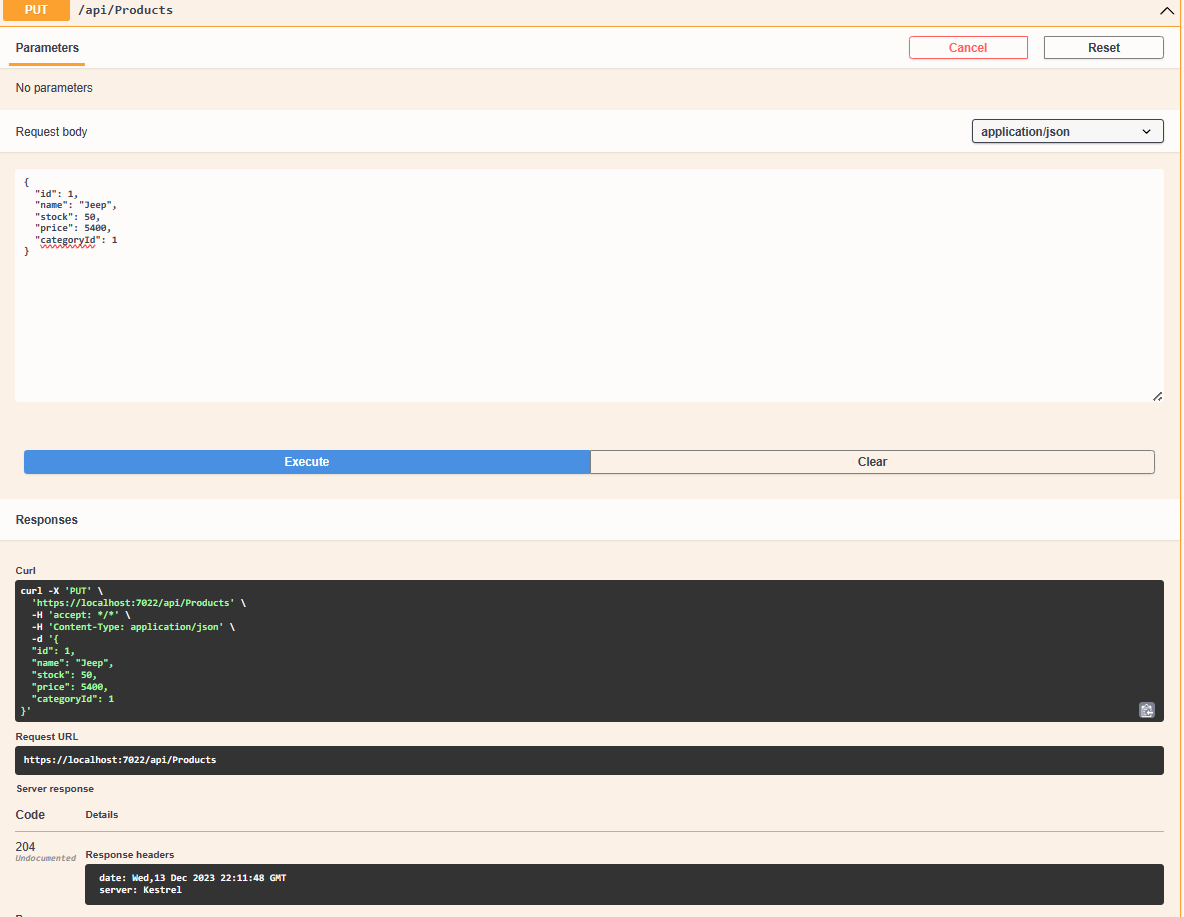 PUT /api/Products
Parameters
Cancel
Reset
No parameters
Request body
application/json
{
"id": 1,
"name": "Jeep",
"stock": 50,
"price": 5400,
"categoryId": 1
}
Execute
Clear
Responses
Curl
curl -X 'PUT' \
'https://localhost:7022/api/Products' \
-H 'accept: */*' \
-H 'Content-Type: application/json' \
-d '{
"id": 1,
"name": "Jeep",
"stock": 50,
"price": 5400,
"categoryId": 1
}'
Request URL
https://localhost:7022/api/Products
Server response
Code Details
204
Undocumented
Response headers
date: Wed,13 Dec 2023 22:11:48 GMT
server: Kestrel